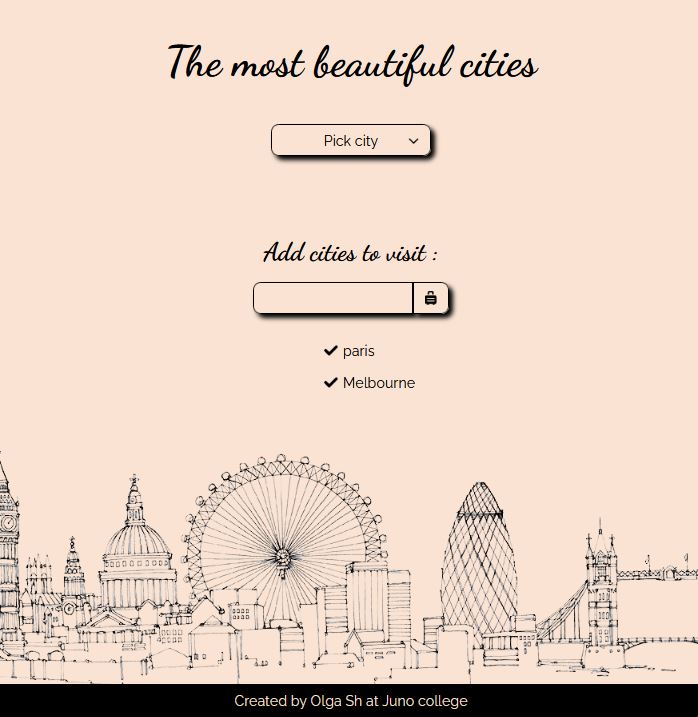 The most beautiful cities
Pick city
Add cities to visit :
paris
Melbourne
Created by Olga Sh at Juno college